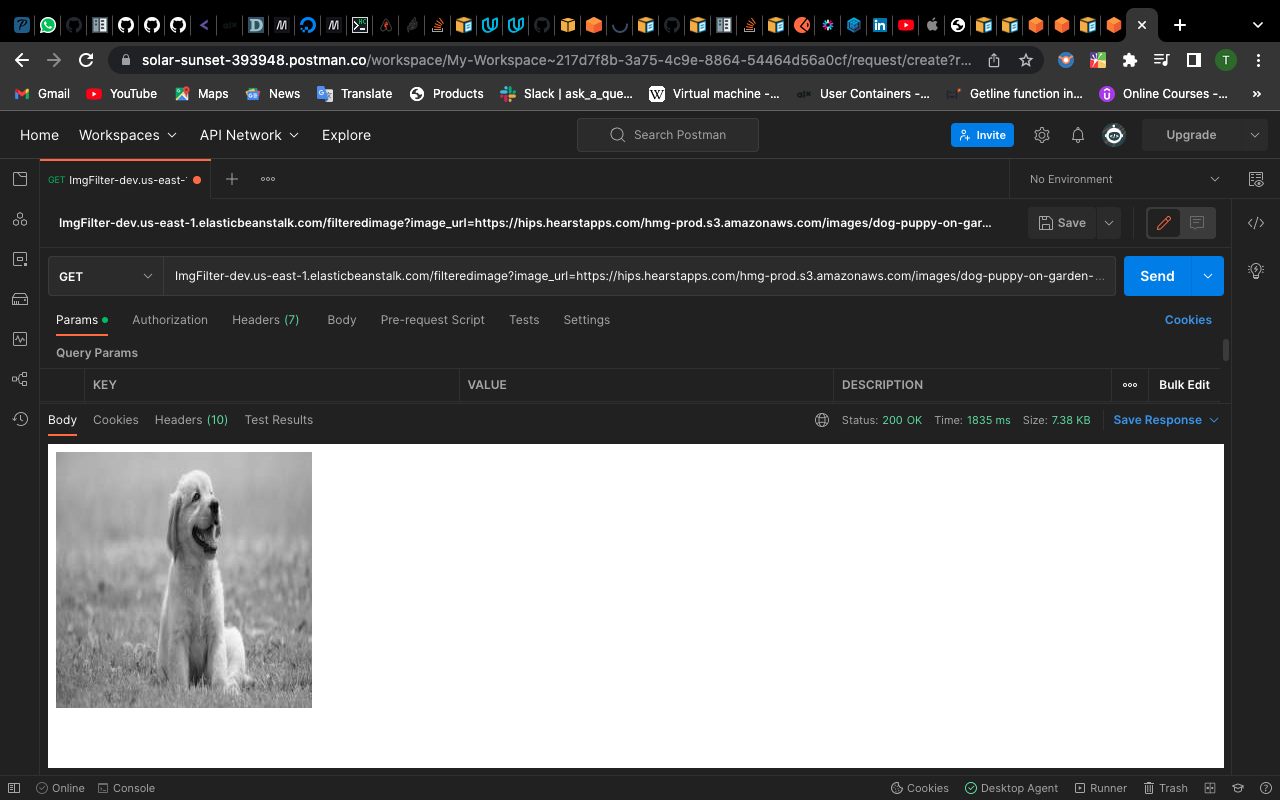 solar-sunset-393948.postman.co/workspace/My-Workspace~217d7f8b-3a75-4c9e-8864-54464d56a0cf/request/create?r...
T
Gmail YouTube Maps News Translate Products Slack | ask_a_que... Virtual machine -... User Containers -... Getline function in... Online Courses -... »
Home Workspaces API Network Explore Search Postman Invite Upgrade
GET ImgFilter-dev.us-east-1 No Environment
ImgFilter-dev.us-east-1.elasticbeanstalk.com/filteredimage?image_url=https://hips.hearstapps.com/hmg-prod.s3.amazonaws.com/images/dog-puppy-on-gar... Save
GET ImgFilter-dev.us-east-1.elasticbeanstalk.com/filteredimage?image_url=https://hips.hearstapps.com/hmg-prod.s3.amazonaws.com/images/dog-puppy-on-garden-... Send
Params Authorization Headers (7) Body Pre-request Script Tests Settings Cookies
Query Params
KEY VALUE DESCRIPTION Bulk Edit
Body Cookies Headers (10) Test Results Status: 200 OK Time: 1835 ms Size: 7.38 KB Save Response
Online Console Cookies Desktop Agent Runner Trash